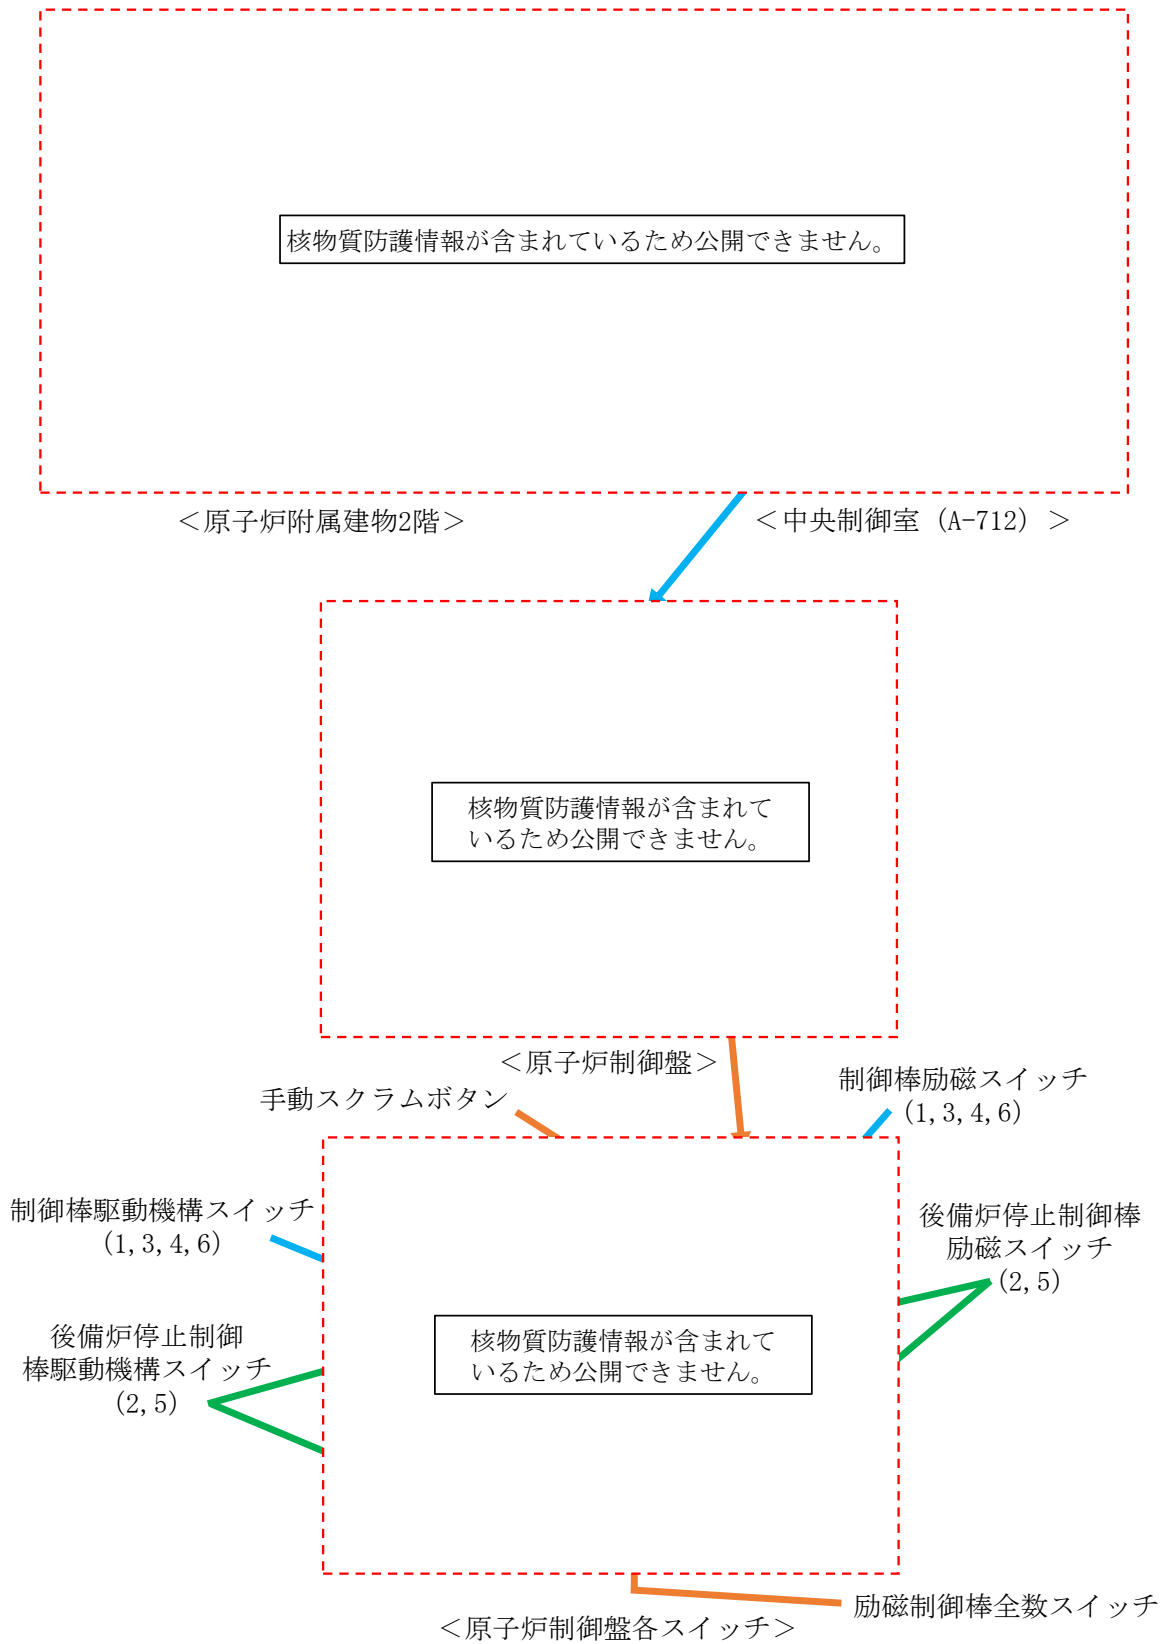 核物質防護情報が含まれているため公開できません。
＜原子炉附属建物2階＞
＜中央制御室（A-712）＞
核物質防護情報が含まれて
いるため公開できません。
＜原子炉制御盤＞
手動スクラムボタン
制御棒励磁スイッチ
（1,3,4,6）
制御棒駆動機構スイッチ
（1,3,4,6）
後備炉停止制御棒
励磁スイッチ
（2,5）
後備炉停止制御
棒駆動機構スイッチ
（2,5）
核物質防護情報が含まれて
いるため公開できません。
励磁制御棒全数スイッチ
＜原子炉制御盤各スイッチ＞